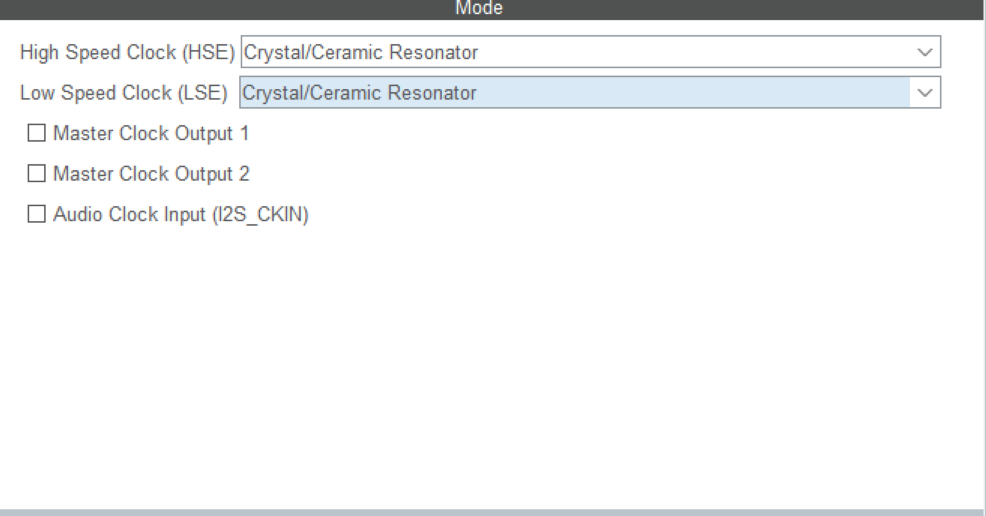 Mode
High Speed Clock (HSE) Crystal/Ceramic Resonator
Low Speed Clock (LSE) Crystal/Ceramic Resonator
Master Clock Output 1
Master Clock Output 2
Audio Clock Input (I2S_CKIN)